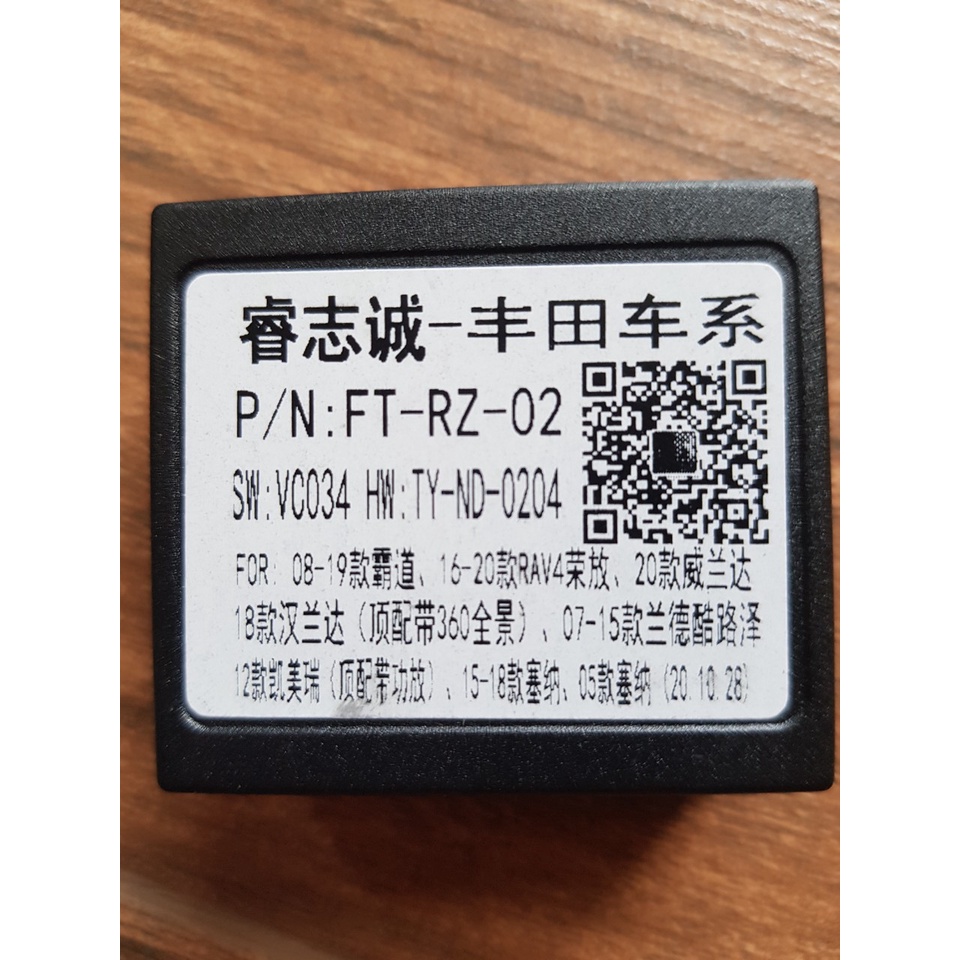 睿志诚-丰田车系
P/N:FT-RZ-02
SW:VC034 HW:TY-ND-0204
FOR: 08-19款霸道、16-20款RAV4荣放、20款威兰达
18款汉兰达（顶配带360全景）、07-15款兰德酷路泽
12款凯美瑞（顶配带功放）、15-18款塞纳、05款塞纳（20.10.28）